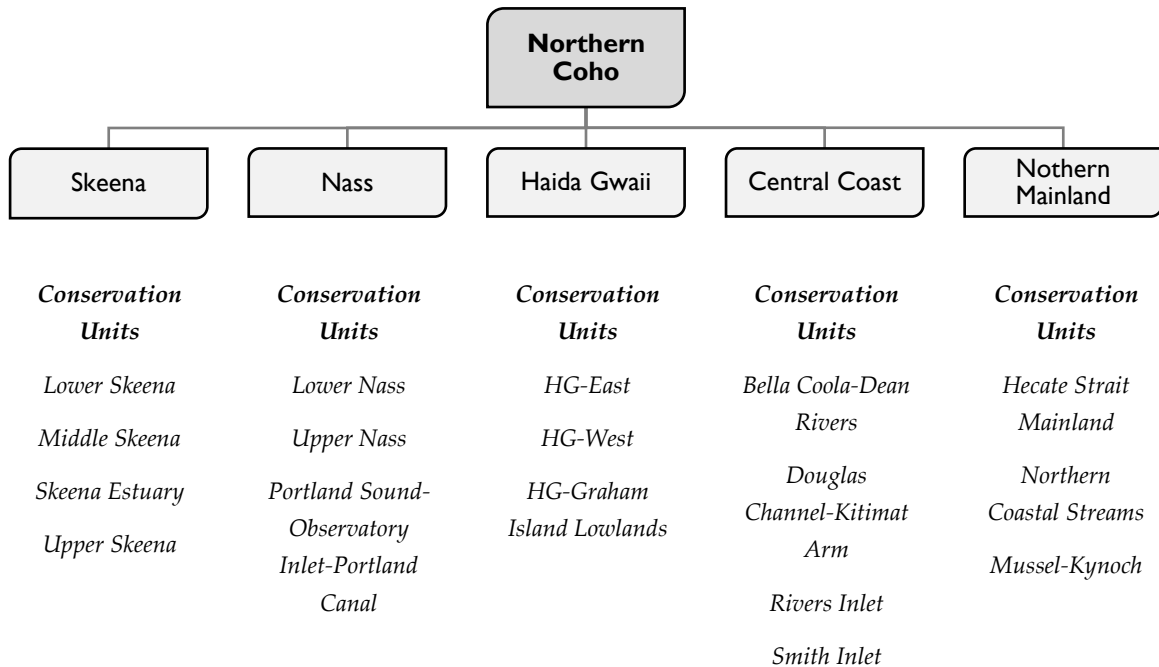 Northern
Coho
Skeena
Nass
Haida Gwaii
Central Coast
Nothern
Mainland
Conservation
Units
Lower Skeena
Middle Skeena
Skeena Estuary
Upper Skeena
Conservation
Units
Lower Nass
Upper Nass
Portland Sound-
Observatory
Inlet-Portland
Canal
Conservation
Units
HG-East
HG-West
HG-Graham
Island Lowlands
Conservation
Units
Bella Coola-Dean
Rivers
Douglas
Channel-Kitimat
Arm
Rivers Inlet
Smith Inlet
Conservation
Units
Hecate Strait
Mainland
Northern
Coastal Streams
Mussel-Kynoch